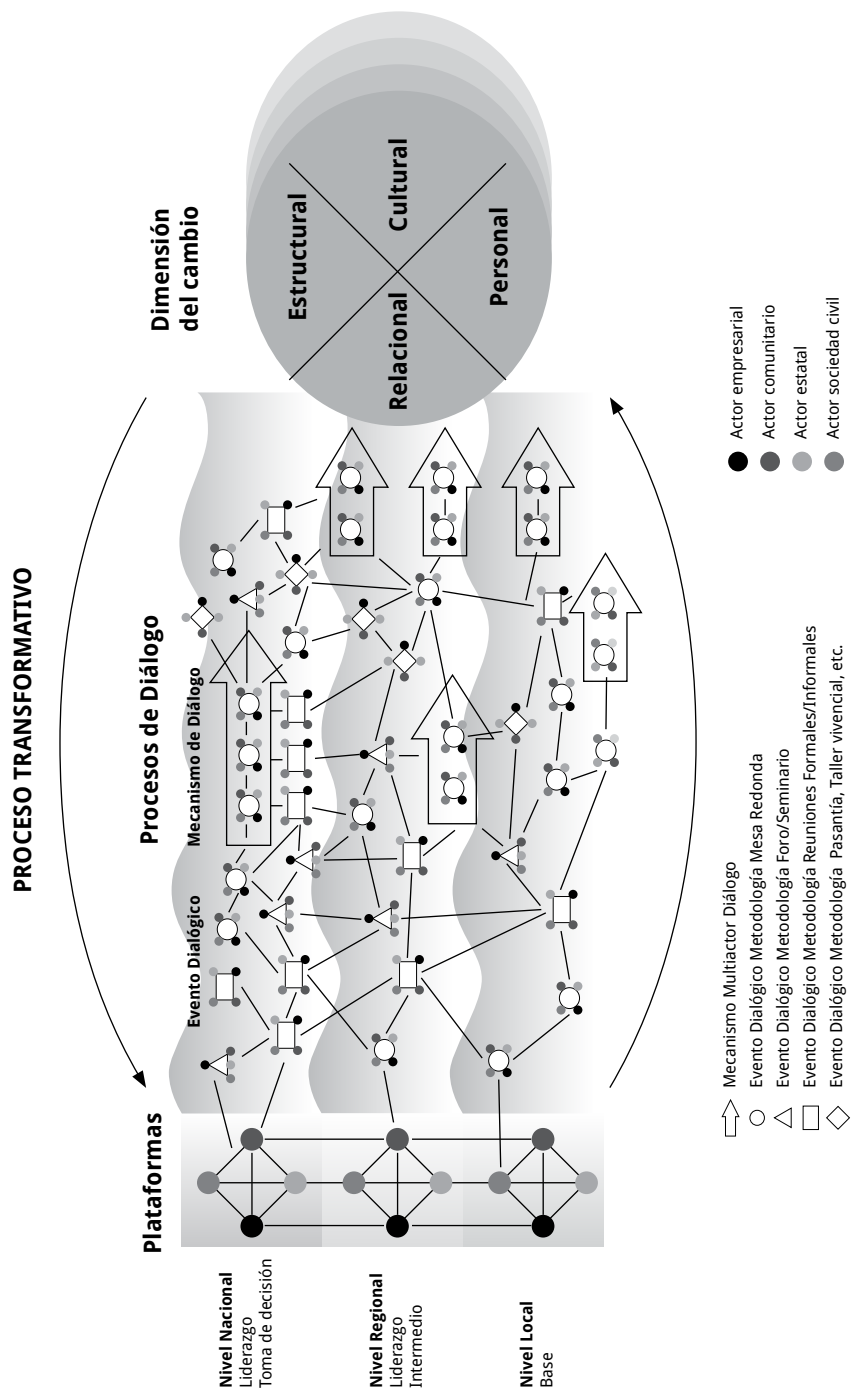 PROCESO TRANSFORMATIVO
Plataformas
Procesos de Diálogo
Dimensión
del cambio
Evento Dialógico
Mecanismo de Diálogo
Nivel Nacional
Liderazgo
Toma de decisión
Nivel Regional
Liderazgo
Intermedio
Nivel Local
Base
Estructural
Relacional
Cultural
Personal
Mecanismo Multiactor Diálogo
Evento Dialógico Metodología Mesa Redonda
Evento Dialógico Metodología Foro/Seminario
Evento Dialógico Metodología Reuniones Formales/Informales
Evento Dialógico Metodología Pasantía, Taller vivencial, etc.
Actor empresarial
Actor comunitario
Actor estatal
Actor sociedad civil